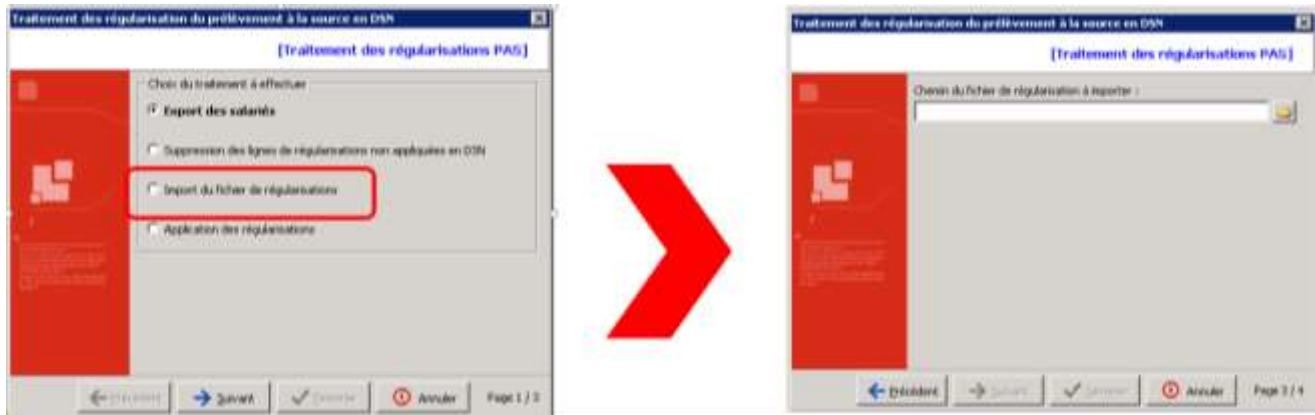 Traitement des régularisation du prélèvement à la source en DSN
[Traitement des régularisations PAS]
Choix du traitement à effectuer
Export des salariés
Suppression des lignes de régularisations non appliquées en DSN
Import du fichier de régularisations
Application des régularisations
Précédent
Suivant
Terminer
Annuler
Page 1 / 3
Traitement des régularisation du prélèvement à la source en DSN
[Traitement des régularisations PAS]
Chemin du fichier de régularisation à importer :
Précédent
Suivant
Terminer
Annuler
Page 3 / 4